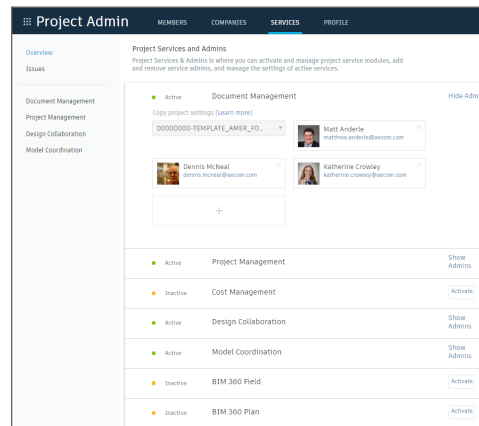 Project Admin
MEMBERS
COMPANIES
SERVICES
PROFILE
Overview
Issues
Document Management
Project Management
Design Collaboration
Model Coordination
Project Services and Admins
Project Services & Admins is where you can activate and manage project service modules, add
and remove service admins, and manage the settings of active services.
Active Document Management Hide Adm
Copy project settings (Learn more)
00000000-TEMPLATE_AMER_FO...
Matt Anderle
matthew.anderle@aecom.com
Dennis McNeal
dennis.mcneal@aecom.com
Katherine Crowley
katherine.crowley@aecom.com
Active Project Management Show
Admins
Inactive Cost Management Activate
Active Design Collaboration Show
Admins
Active Model Coordination Show
Admins
Inactive BIM 360 Field Activate
Inactive BIM 360 Plan Activate